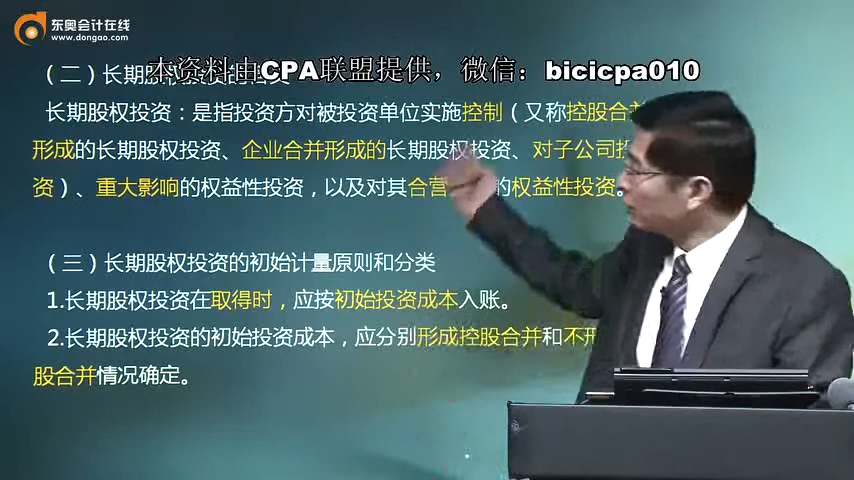 东奥会计在线
www.dongao.com
本资料由CPA联盟提供，微信：bicicpa010
（二）长期股权投资的
长期股权投资：是指投资方对被投资单位实施控制（又称控股合并
形成的长期股权投资、企业合并形成的长期股权投资、对子公司投
资）、重大影响的权益性投资，以及对其合营的权益性投资。
（三）长期股权投资的初始计量原则和分类
1.长期股权投资在取得时，应按初始投资成本入账。
2.长期股权投资的初始投资成本，应分别形成控股合并和不形
股合并情况确定。